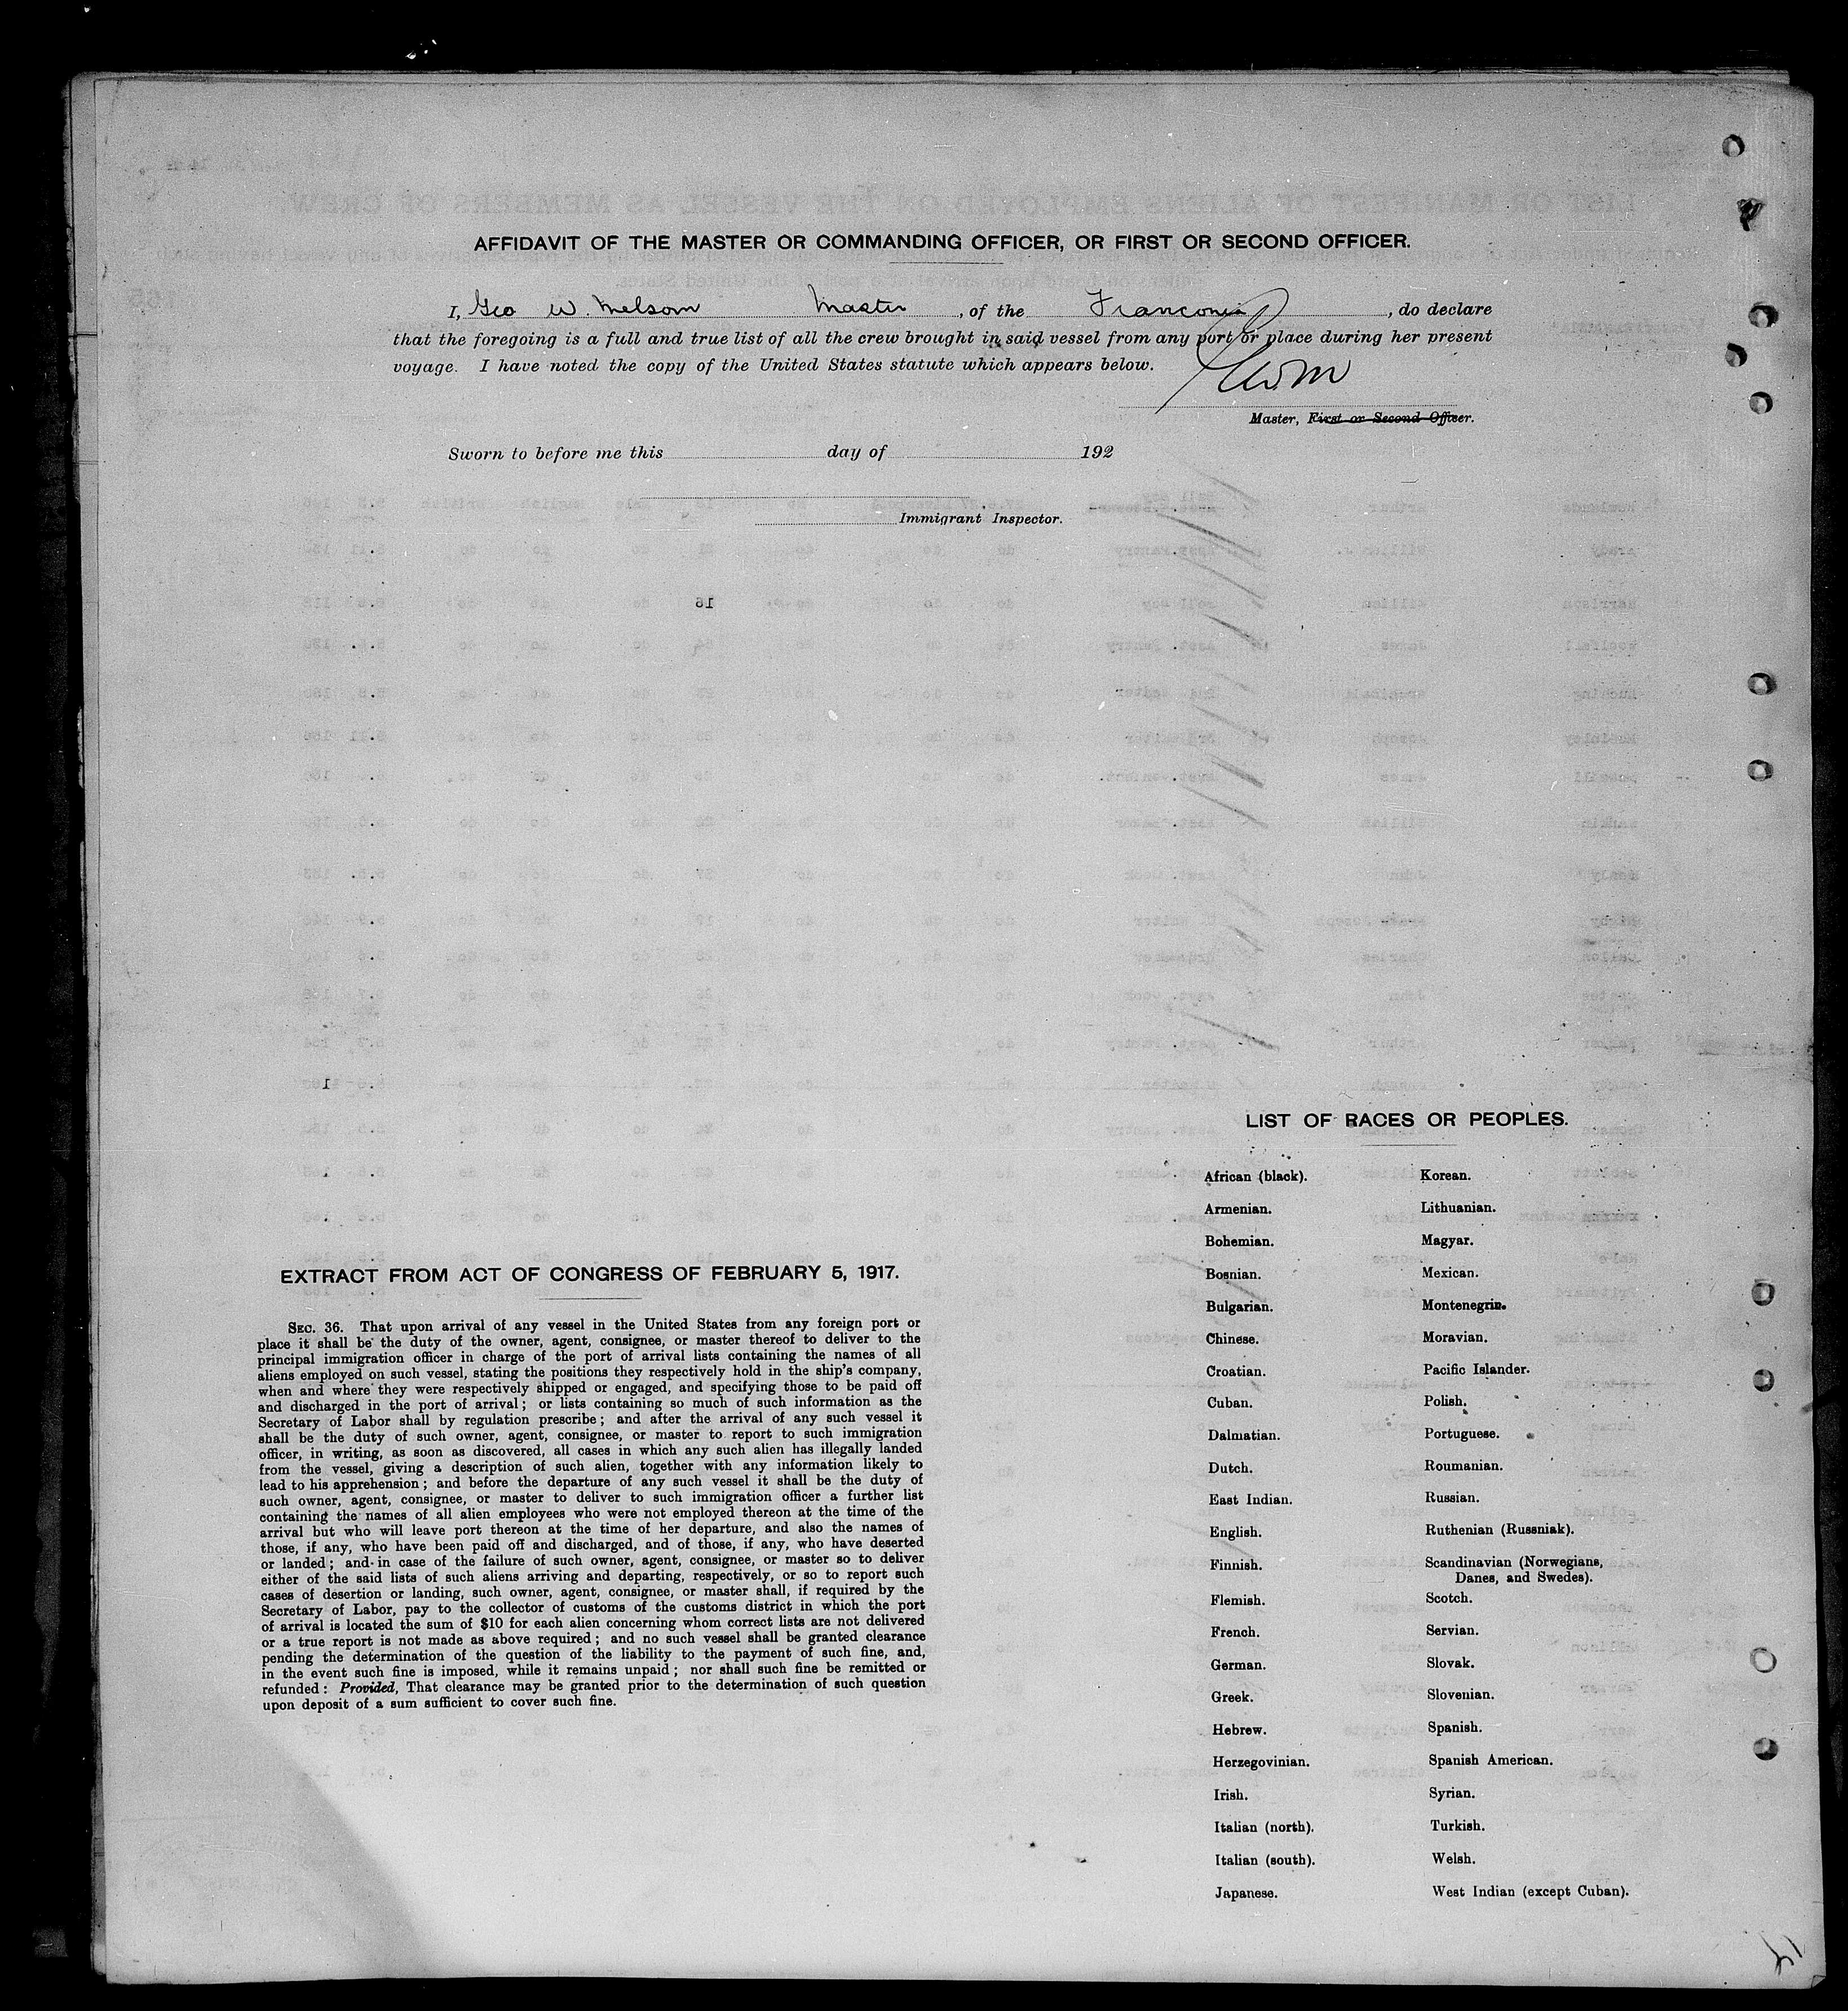 AFFIDAVIT OF THE MASTER OR COMMANDING OFFICER, OR FIRST OR SECOND OFFICER.
I, Geo W. Melsom Master, of the Franconia, do declare
that the foregoing is a full and true list of all the crew brought in said vessel from any port or place during her present
voyage. I have noted the copy of the United States statute which appears below.
Master, First or Second Officer.
Sworn to before me this day of 192
Immigrant Inspector.
LIST OF RACES OR PEOPLES.
African (black).
Armenian.
Bohemian.
Bosnian.
Bulgarian.
Chinese.
Croatian.
Cuban.
Dalmatian.
Dutch.
East Indian.
English.
Finnish.
Flemish.
French.
German.
Greek.
Hebrew.
Herzegovinian.
Irish.
Italian (north).
Italian (south).
Japanese.
Korean.
Lithuanian.
Magyar.
Mexican.
Montenegrin.
Moravian.
Pacific Islander.
Polish.
Portuguese.
Roumanian.
Russian.
Ruthenian (Russniak).
Scandinavian (Norwegians,
Danes, and Swedes).
Scotch.
Servian.
Slovak.
Slovenian.
Spanish.
Spanish American.
Syrian.
Turkish.
Welsh.
West Indian (except Cuban).
EXTRACT FROM ACT OF CONGRESS OF FEBRUARY 5, 1917.
SEC. 36. That upon arrival of any vessel in the United States from any foreign port or
place it shall be the duty of the owner, agent, consignee, or master thereof to deliver to the
principal immigration officer in charge of the port of arrival lists containing the names of all
aliens employed on such vessel, stating the positions they respectively hold in the ship's company,
when and where they were respectively shipped or engaged, and specifying those to be paid off
and discharged in the port of arrival; or lists containing so much of such information as the
Secretary of Labor shall by regulation prescribe; and after the arrival of any such vessel it
shall be the duty of such owner, agent, consignee, or master to report to such immigration
officer, in writing, as soon as discovered, all cases in which any such alien has illegally landed
from the vessel, giving a description of such alien, together with any information likely to
lead to his apprehension; and before the departure of any such vessel it shall be the duty of
such owner, agent, consignee, or master to deliver to such immigration officer a further list
containing the names of all alien employees who were not employed thereon at the time of the
arrival but who will leave port thereon at the time of her departure, and also the names of
those, if any, who have been paid off and discharged, and of those, if any, who have deserted
or landed; and in case of the failure of such owner, agent, consignee, or master so to deliver
either of the said lists of such aliens arriving and departing, respectively, or so to report such
cases of desertion or landing, such owner, agent, consignee, or master shall, if required by the
Secretary of Labor, pay to the collector of customs of the customs district in which the port
of arrival is located the sum of $10 for each alien concerning whom correct lists are not delivered
or a true report is not made as above required; and no such vessel shall be granted clearance
pending the determination of the question of the liability to the payment of such fine, and,
in the event such fine is imposed, while it remains unpaid; nor shall such fine be remitted or
refunded: Provided, That clearance may be granted prior to the determination of such question
upon deposit of a sum sufficient to cover such fine.